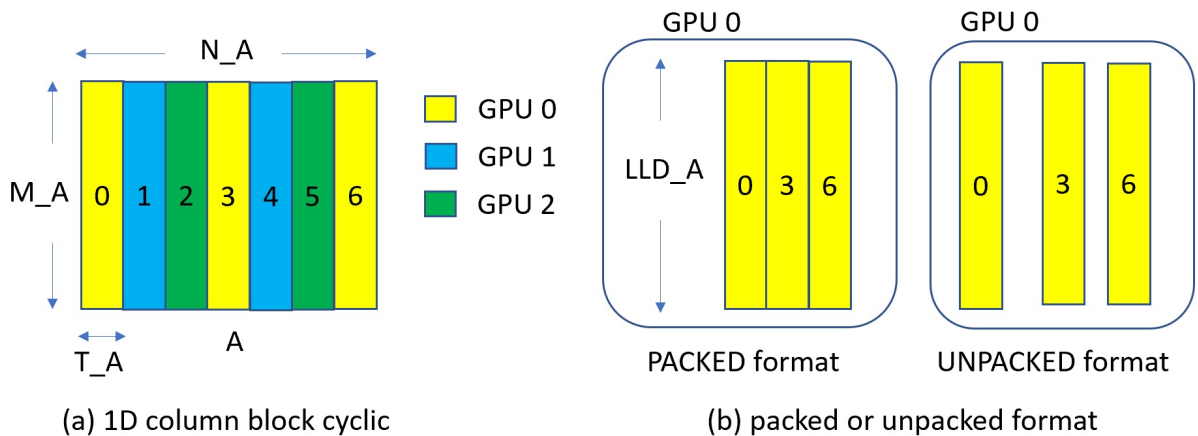 N_A
M_A
0 1 2 3 4 5 6
T_A
A
GPU 0
GPU 1
GPU 2
(a) 1D column block cyclic
GPU 0
LLD_A
0 3 6
PACKED format
GPU 0
0 3 6
UNPACKED format
(b) packed or unpacked format